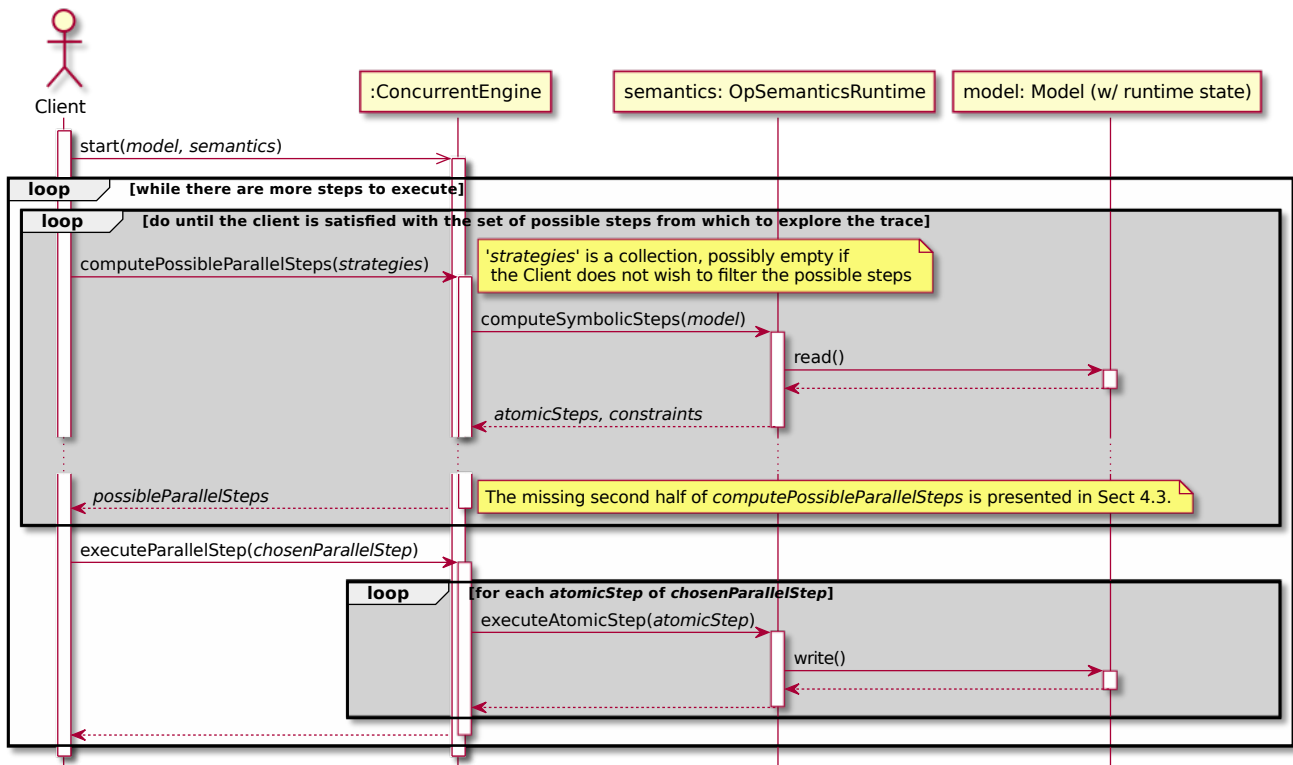 Client
:ConcurrentEngine
semantics: OpSemanticsRuntime
model: Model (w/ runtime state)
start(model, semantics)
loop
[while there are more steps to execute]
loop
[do until the client is satisfied with the set of possible steps from which to explore the trace]
computePossibleParallelSteps(strategies)
'strategies' is a collection, possibly empty if
the Client does not wish to filter the possible steps
computeSymbolicSteps(model)
read()
atomicSteps, constraints
possibleParallelSteps
The missing second half of computePossibleParallelSteps is presented in Sect 4.3.
executeParallelStep(chosenParallelStep)
loop
[for each atomicStep of chosenParallelStep]
executeAtomicStep(atomicStep)
write()